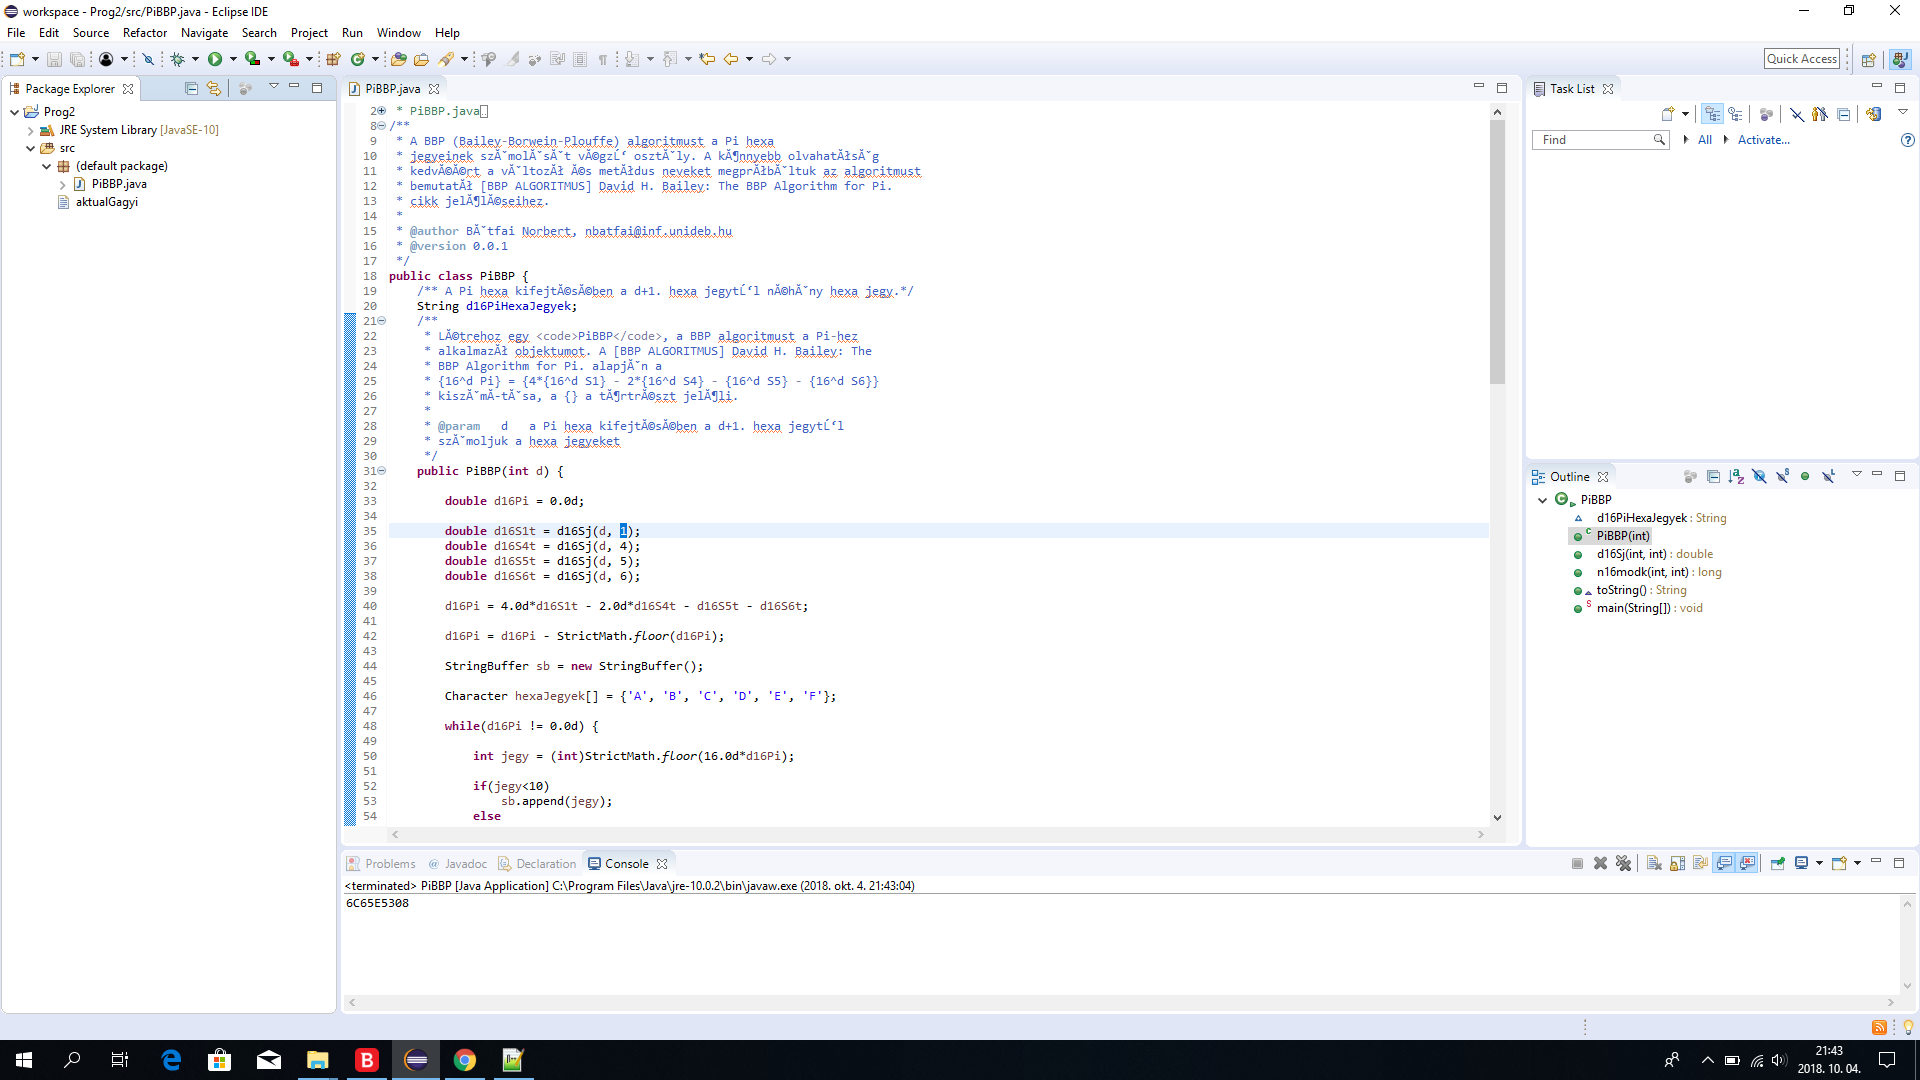 workspace - Prog2/src/PiBBP.java - Eclipse IDE
File Edit Source Refactor Navigate Search Project Run Window Help
Quick Access
Package Explorer
Prog2
JRE System Library [JavaSE-10]
src
(default package)
PiBBP.java
aktualGagyi
PiBBP.java
2 * PiBBP.java
8 /**
9 * A BBP (Bailey-Borwein-Plouffe) algoritmust a Pi hexa
10 * jegyeinek szĂˇmolĂˇsĂˇt vĂ©gzĹ‘ osztĂˇly. A kĂ¶nnyebb olvahatĂłsĂˇg
11 * kedvĂ©Ă©rt a vĂˇltozĂł Ă©s metĂłdus neveket megprĂłbĂˇltuk az algoritmust
12 * bemutatĂł [BBP ALGORITMUS] David H. Bailey: The BBP Algorithm for Pi.
13 * cikk jelĂ¶lĂ©seihez.
14 *
15 * @author BĂˇtfai Norbert, nbatfai@inf.unideb.hu
16 * @version 0.0.1
17 */
18 public class PiBBP {
19 /** A Pi hexa kifejtĂ©sĂ©ben a d+1. hexa jegytĹ‘l nĂ©hĂˇny hexa jegy.*/
20 String d16PiHexaJegyek;
21 /**
22 * LĂ©trehoz egy <code>PiBBP</code>, a BBP algoritmust a Pi-hez
23 * alkalmazĂł objektumot. A [BBP ALGORITMUS] David H. Bailey: The
24 * BBP Algorithm for Pi. alapjĂˇn a
25 * {16^d Pi} = {4*{16^d S1} - 2*{16^d S4} - {16^d S5} - {16^d S6}}
26 * kiszĂˇmĂ-tĂˇsa, a {} a tĂ¶rtrĂ©szt jelĂ¶li.
27 *
28 * @param d a Pi hexa kifejtĂ©sĂ©ben a d+1. hexa jegytĹ‘l
29 * szĂˇmoljuk a hexa jegyeket
30 */
31 public PiBBP(int d) {
32
33 double d16Pi = 0.0d;
34
35 double d16S1t = d16Sj(d, 1);
36 double d16S4t = d16Sj(d, 4);
37 double d16S5t = d16Sj(d, 5);
38 double d16S6t = d16Sj(d, 6);
39
40 d16Pi = 4.0d*d16S1t - 2.0d*d16S4t - d16S5t - d16S6t;
41
42 d16Pi = d16Pi - StrictMath.floor(d16Pi);
43
44 StringBuffer sb = new StringBuffer();
45
46 Character hexaJegyek[] = {'A', 'B', 'C', 'D', 'E', 'F'};
47
48 while(d16Pi != 0.0d) {
49
50 int jegy = (int)StrictMath.floor(16.0d*d16Pi);
51
52 if(jegy<10)
53 sb.append(jegy);
54 else
Task List
Find All Activate...
Outline
PiBBP
d16PiHexaJegyek : String
PiBBP(int)
d16Sj(int, int) : double
n16modk(int, int) : long
toString() : String
main(String[]) : void
Problems @ Javadoc Declaration Console
<terminated> PiBBP [Java Application] C:\Program Files\Java\jre-10.0.2\bin\javaw.exe (2018. okt. 4. 21:43:04)
6C65E5308
21:43
2018. 10. 04.